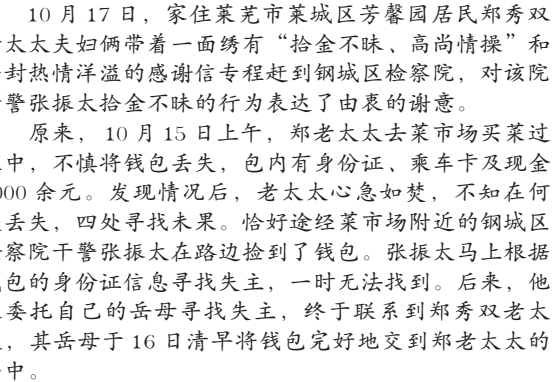 10 月 17 日，家住莱芜市莱城区芳馨园居民郑秀双
太太夫妇俩带着一面绣有“拾金不昧、高尚情操”和
封热情洋溢的感谢信专程赶到钢城区检察院，对该院
警张振太拾金不昧的行为表达了由衷的谢意。
原来，10 月 15 日上午，郑老太太去菜市场买菜过
中，不慎将钱包丢失，包内有身份证、乘车卡及现金
000 余元。发现情况后，老太太心急如焚，不知在何
丢失，四处寻找未果。恰好途经菜市场附近的钢城区
察院干警张振太在路边捡到了钱包。张振太马上根据
包的身份证信息寻找失主，一时无法找到。后来，他
委托自己的岳母寻找失主，终于联系到郑秀双老太
，其岳母于 16 日清早将钱包完好地交到郑老太太的
中。